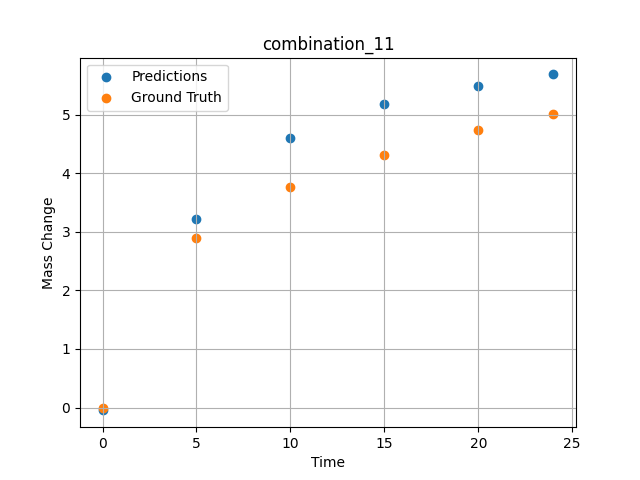 combination_11
Predictions
Ground Truth
Mass Change
5
4
3
2
1
0
0 5 10 15 20 25
Time